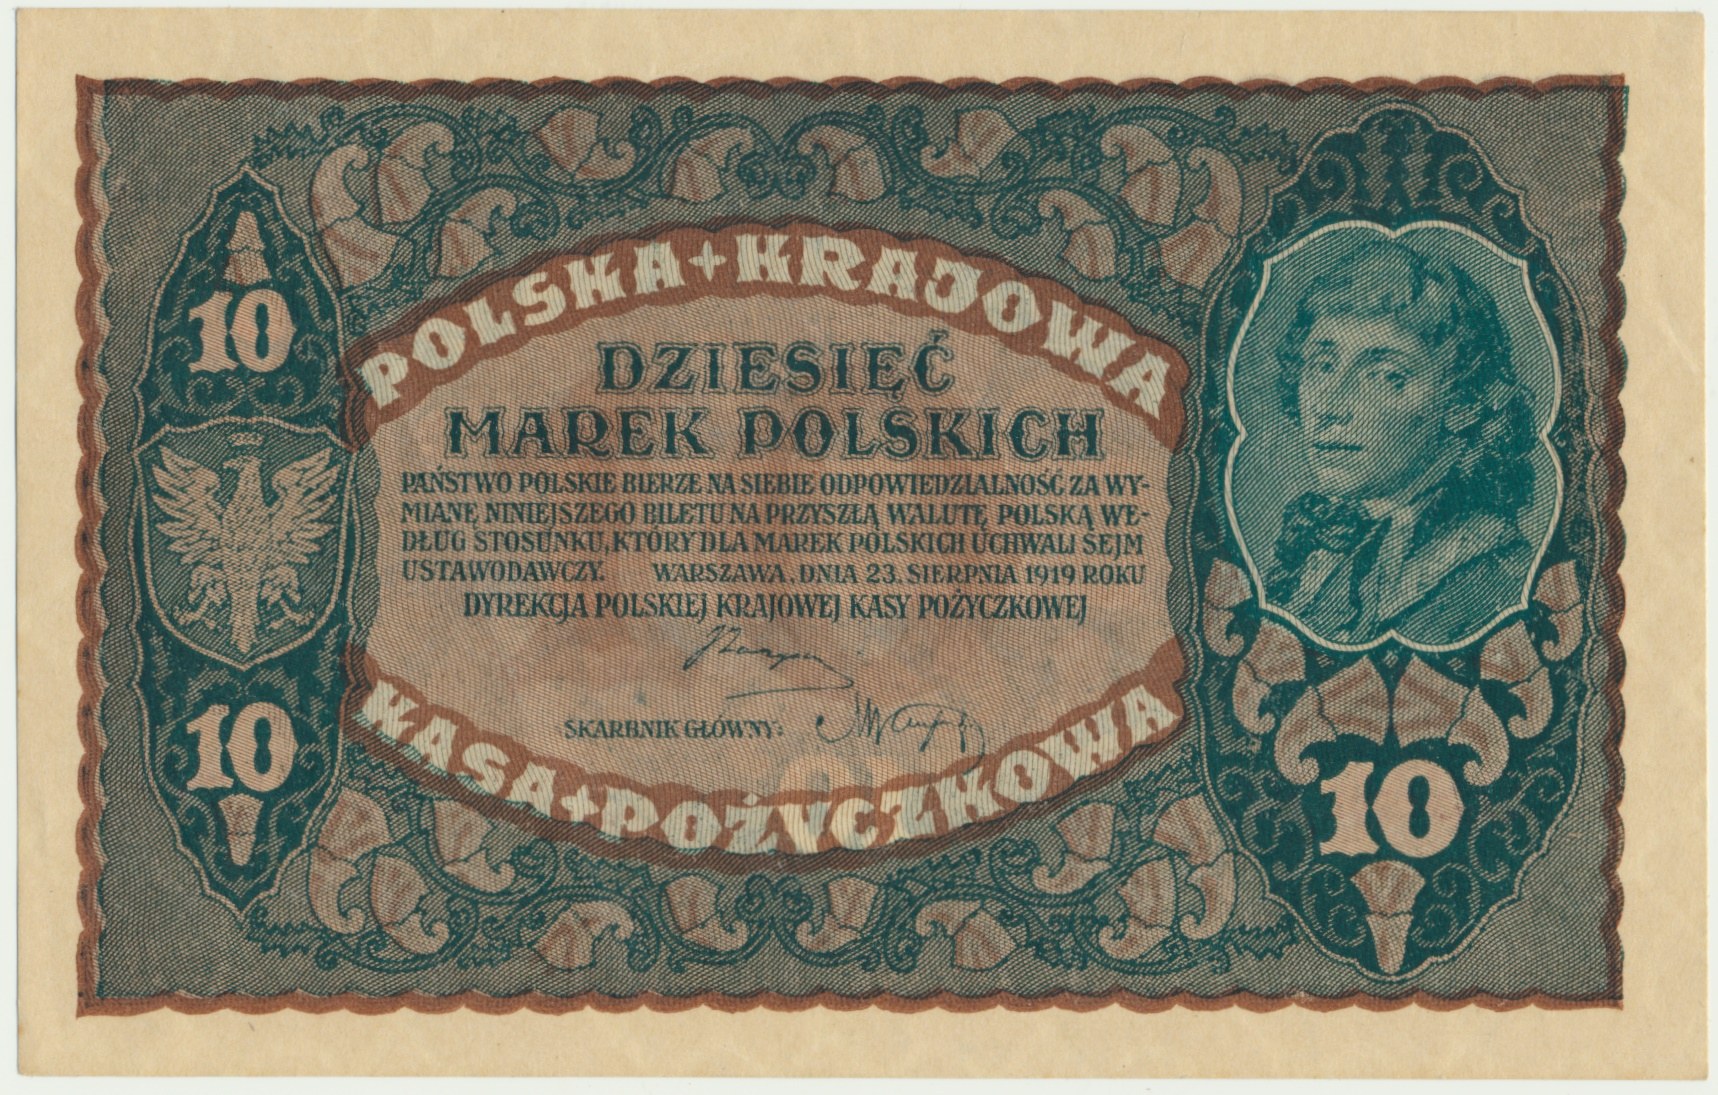 POLSKA+KRAJOWA
10
DZIESIĘĆ
MAREK POLSKICH
PAŃSTWO POLSKIE BIERZE NA SIEBIE ODPOWIEDZIALNOŚĆ ZA WY-
MIANĘ NINIEJSZEGO BILETU NA PRZYSZŁĄ WALUTĘ POLSKĄ WE-
DŁUG STOSUNKU, KTÓRY DLA MAREK POLSKICH UCHWALI SEJM
USTAWODAWCZY. WARSZAWA, DNIA 23. SIERPNIA 1919 ROKU
DYREKCJA POLSKIEJ KRAJOWEJ KASY POŻYCZKOWEJ
SKARBNIK GŁÓWNY:
10
KASA+POŻYCZKOWA
10